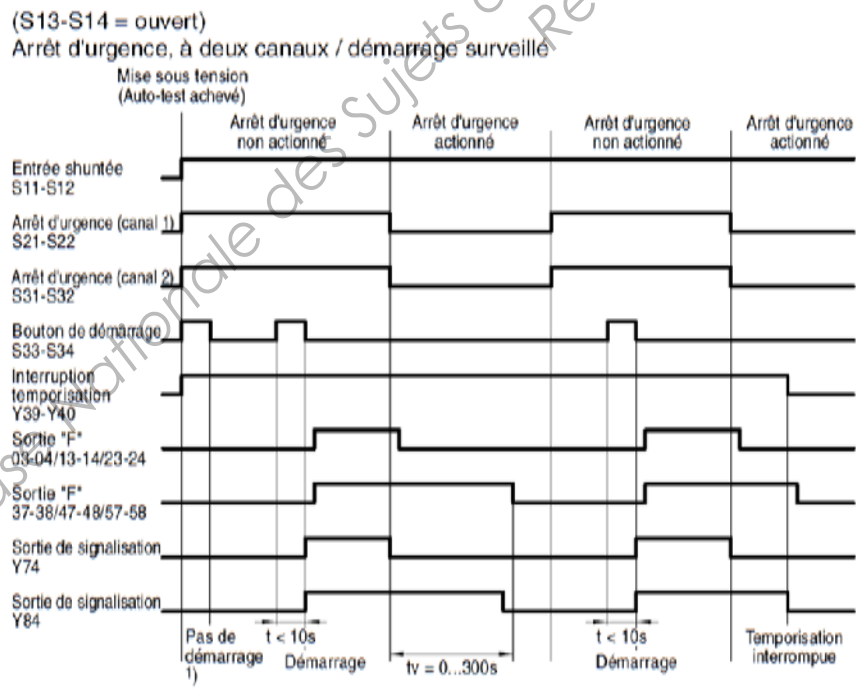 (S13-S14 = ouvert)
Arrêt d'urgence, à deux canaux / démarrage surveillé
Mise sous tension
(Auto-test achevé)
Arrêt d'urgence
non actionné
Arrêt d'urgence
actionné
Arrêt d'urgence
non actionné
Arrêt d'urgence
actionné
Entrée shuntée
S11-S12
Arrêt d'urgence (canal 1)
S21-S22
Arrêt d'urgence (canal 2)
S31-S32
Bouton de démarrage
S33-S34
Interruption
temporisation
Y39-Y40
Sortie "F"
03-04/13-14/23-24
Sortie "F"
37-38/47-48/57-58
Sortie de signalisation
Y74
Sortie de signalisation
Y84
Pas de
démarrage
1)
t < 10s
Démarrage
tv = 0...300s
t < 10s
Démarrage
Temporisation
interrompue
Nationale des Sujets